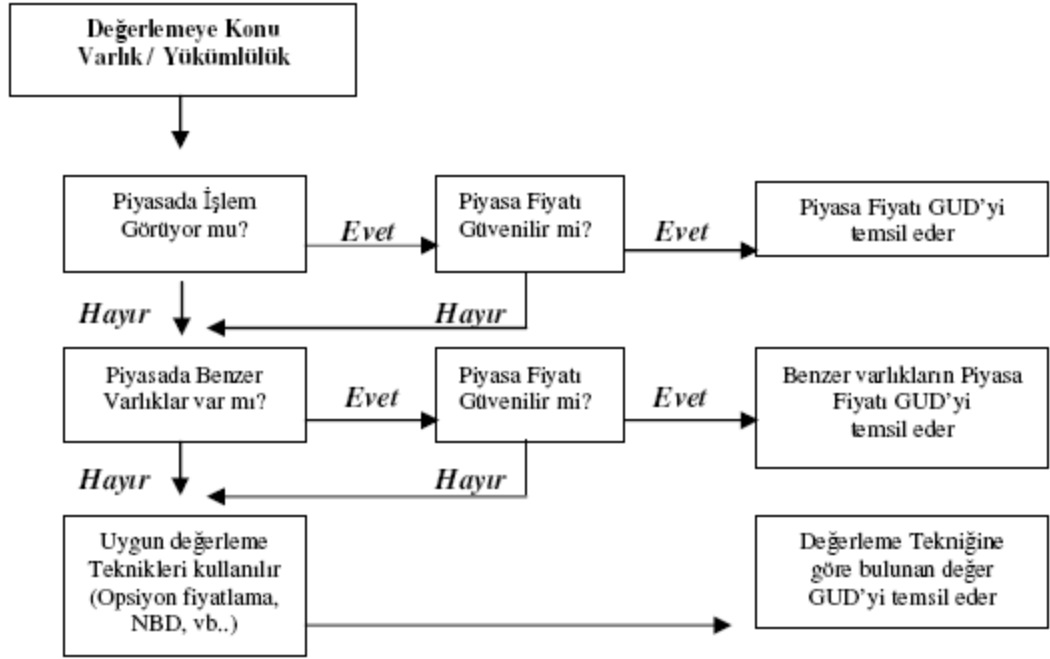 Değerlemeye Konu
Varlık / Yükümlülük
Piyasada İşlem
Görüyor mu?
Evet
Piyasa Fiyatı
Güvenilir mi?
Evet
Piyasa Fiyatı GUD'yi
temsil eder
Hayır
Hayır
Piyasada Benzer
Varlıklar var mı?
Evet
Piyasa Fiyatı
Güvenilir mi?
Evet
Benzer varlıkların Piyasa
Fiyatı GUD'yi
temsil eder
Hayır
Hayır
Uygun değerleme
Teknikleri kullanılır
(Opsiyon fiyatlama,
NBD, vb..)
Değerleme Tekniğine
göre bulunan değer
GUD'yi temsil eder